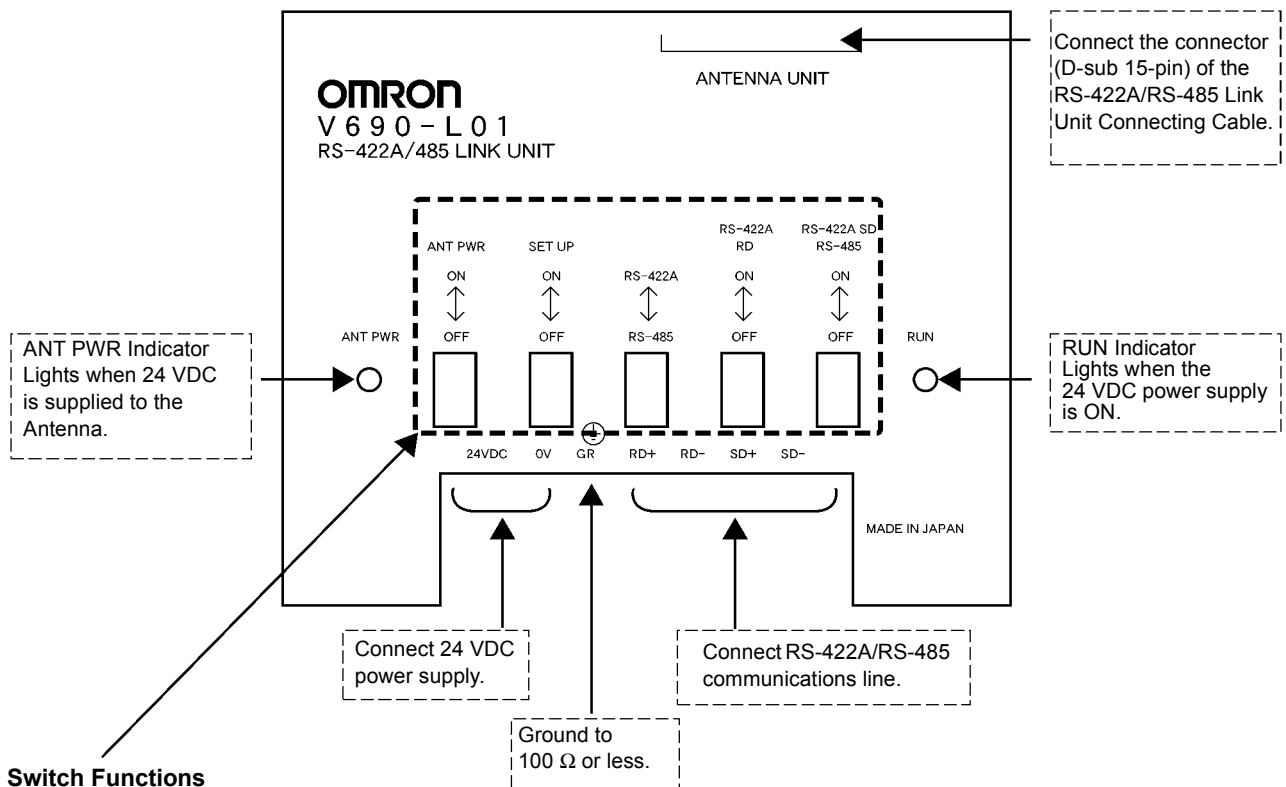 ANTENNA UNIT
Connect the connector
(D-sub 15-pin) of the
RS-422A/RS-485 Link
Unit Connecting Cable.
OMRON
V690-L01
RS-422A/485 LINK UNIT
ANT PWR
SET UP
RS-422A
RD
RS-422A SD
RS-485
ON
ON
RS-422A
ON
ON
OFF
OFF
RS-485
OFF
OFF
ANT PWR
RUN
ANT PWR Indicator
Lights when 24 VDC
is supplied to the
Antenna.
RUN Indicator
Lights when the
24 VDC power supply
is ON.
24VDC 0V GR RD+ RD- SD+ SD-
MADE IN JAPAN
Connect 24 VDC
power supply.
Connect RS-422A/RS-485
communications line.
Ground to
100 Ω or less.
Switch Functions